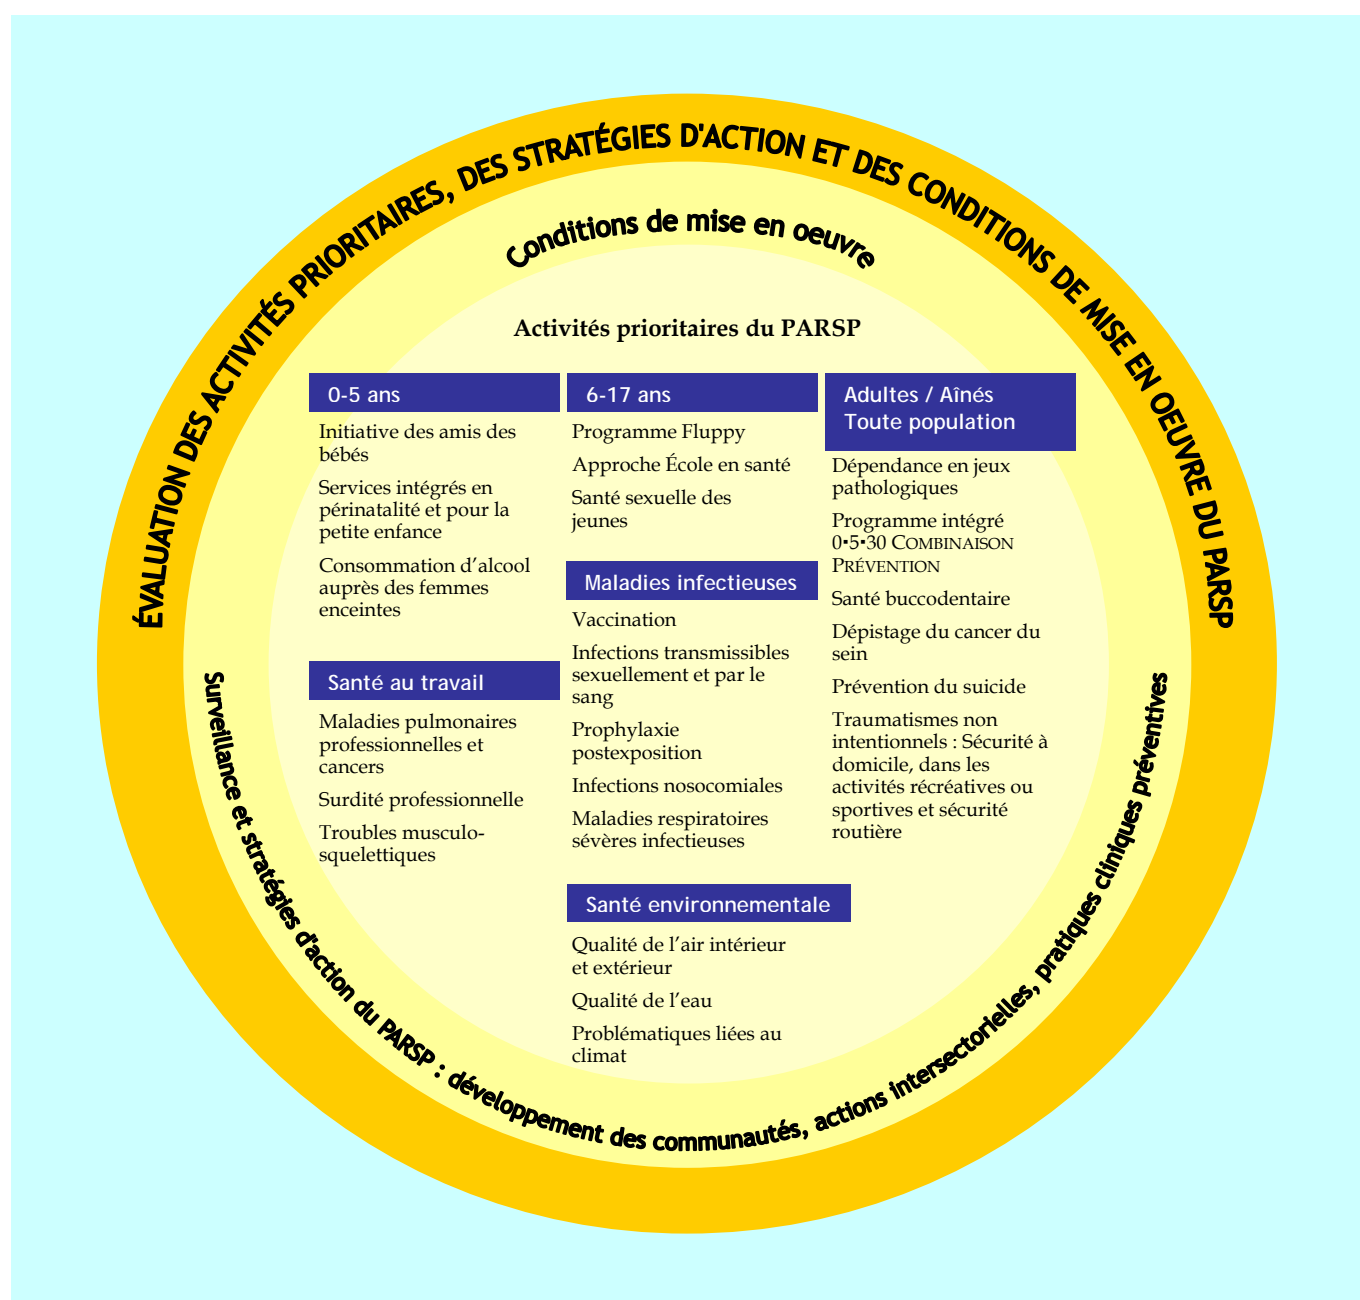 ÉVALUATION DES ACTIVITÉS PRIORITAIRES, DES STRATÉGIES D'ACTION ET DES CONDITIONS DE MISE EN OEUVRE DU PARSP
Conditions de mise en oeuvre
Activités prioritaires du PARSP
0-5 ans
Initiative des amis des
bébés
Services intégrés en
périnatalité et pour la
petite enfance
Consommation d’alcool
auprès des femmes
enceintes
Santé au travail
Maladies pulmonaires
professionnelles et
cancers
Surdité professionnelle
Troubles musculo-
squelettiques
6-17 ans
Programme Fluppy
Approche École en santé
Santé sexuelle des
jeunes
Maladies infectieuses
Vaccination
Infections transmissibles
sexuellement et par le
sang
Prophylaxie
postexposition
Infections nosocomiales
Maladies respiratoires
sévères infectieuses
Santé environnementale
Qualité de l’air intérieur
et extérieur
Qualité de l’eau
Problématiques liées au
climat
Adultes / Aînés
Toute population
Dépendance en jeux
pathologiques
Programme intégré
0▪5▪30 COMBINAISON
PRÉVENTION
Santé buccodentaire
Dépistage du cancer du
sein
Prévention du suicide
Traumatismes non
intentionnels : Sécurité à
domicile, dans les
activités récréatives ou
sportives et sécurité
routière
Surveillance et stratégies d'action du PARSP : développement des communautés, actions intersectorielles, pratiques cliniques préventives